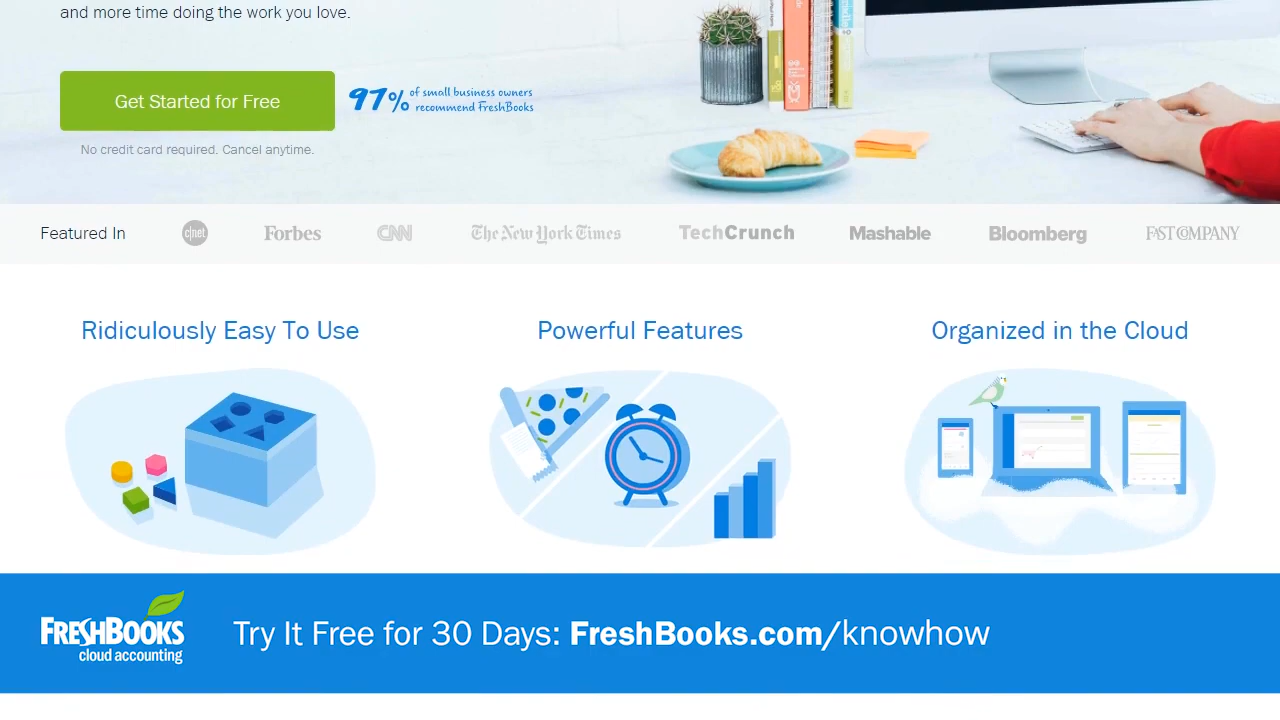 and more time doing the work you love.
Get Started for Free
97% of small business owners
recommend FreshBooks
No credit card required. Cancel anytime.
Featured In c|net Forbes CNN The New York Times TechCrunch Mashable Bloomberg FAST COMPANY
Ridiculously Easy To Use Powerful Features Organized in the Cloud
FRESHBOOKS
cloud accounting
Try It Free for 30 Days: FreshBooks.com/knowhow